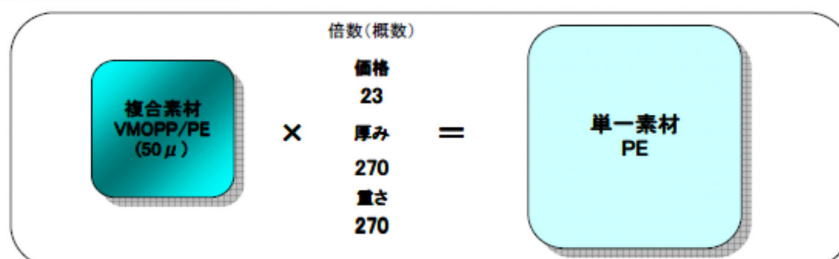 倍数(概数)
複合素材
VMOPP/PE
(50μ)
×
価格
23
厚み
270
重さ
270
=
単一素材
PE